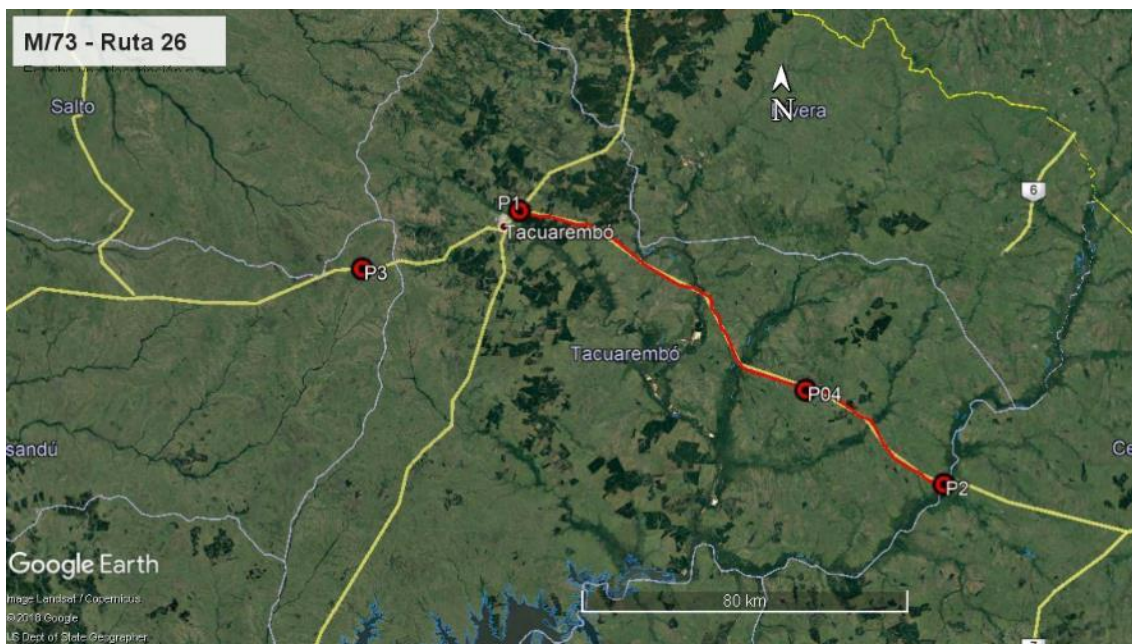 M/73 - Ruta 26
Salto
N
6
P1
Tacuarembó
P3
Tacuarembó
P04
sandú
Ce
P2
Google Earth
80 km
Image Landsat / Copernicus
©2018 Google
US Dept of State Geographer
7